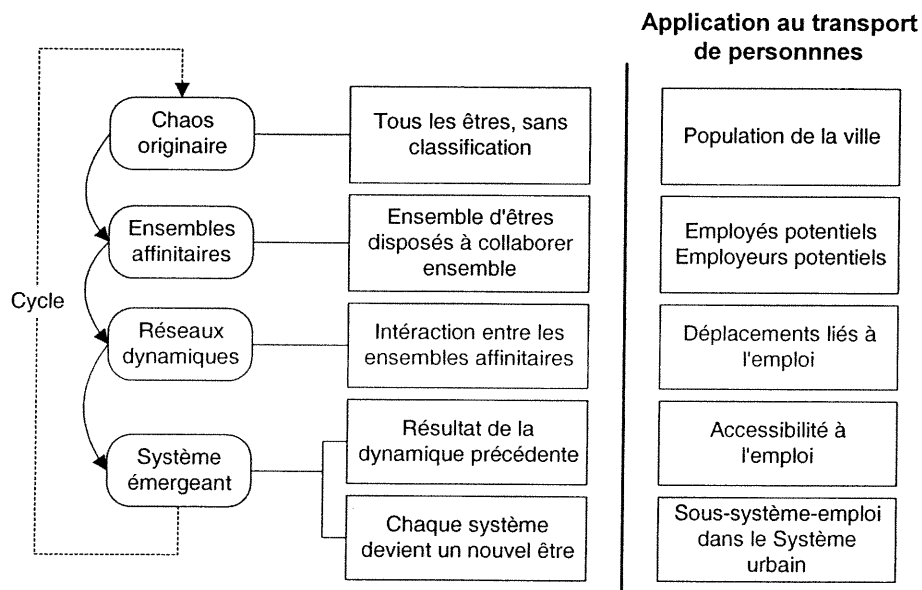 Application au transport
de personnnes
Chaos
originaire
Tous les êtres, sans
classification
Population de la ville
Ensembles
affinitaires
Ensemble d'êtres
disposés à collaborer
ensemble
Employés potentiels
Employeurs potentiels
Cycle
Réseaux
dynamiques
Intéraction entre les
ensembles affinitaires
Déplacements liés à
l'emploi
Système
émergeant
Résultat de la
dynamique précédente
Accessibilité à
l'emploi
Chaque système
devient un nouvel être
Sous-système-emploi
dans le Système
urbain